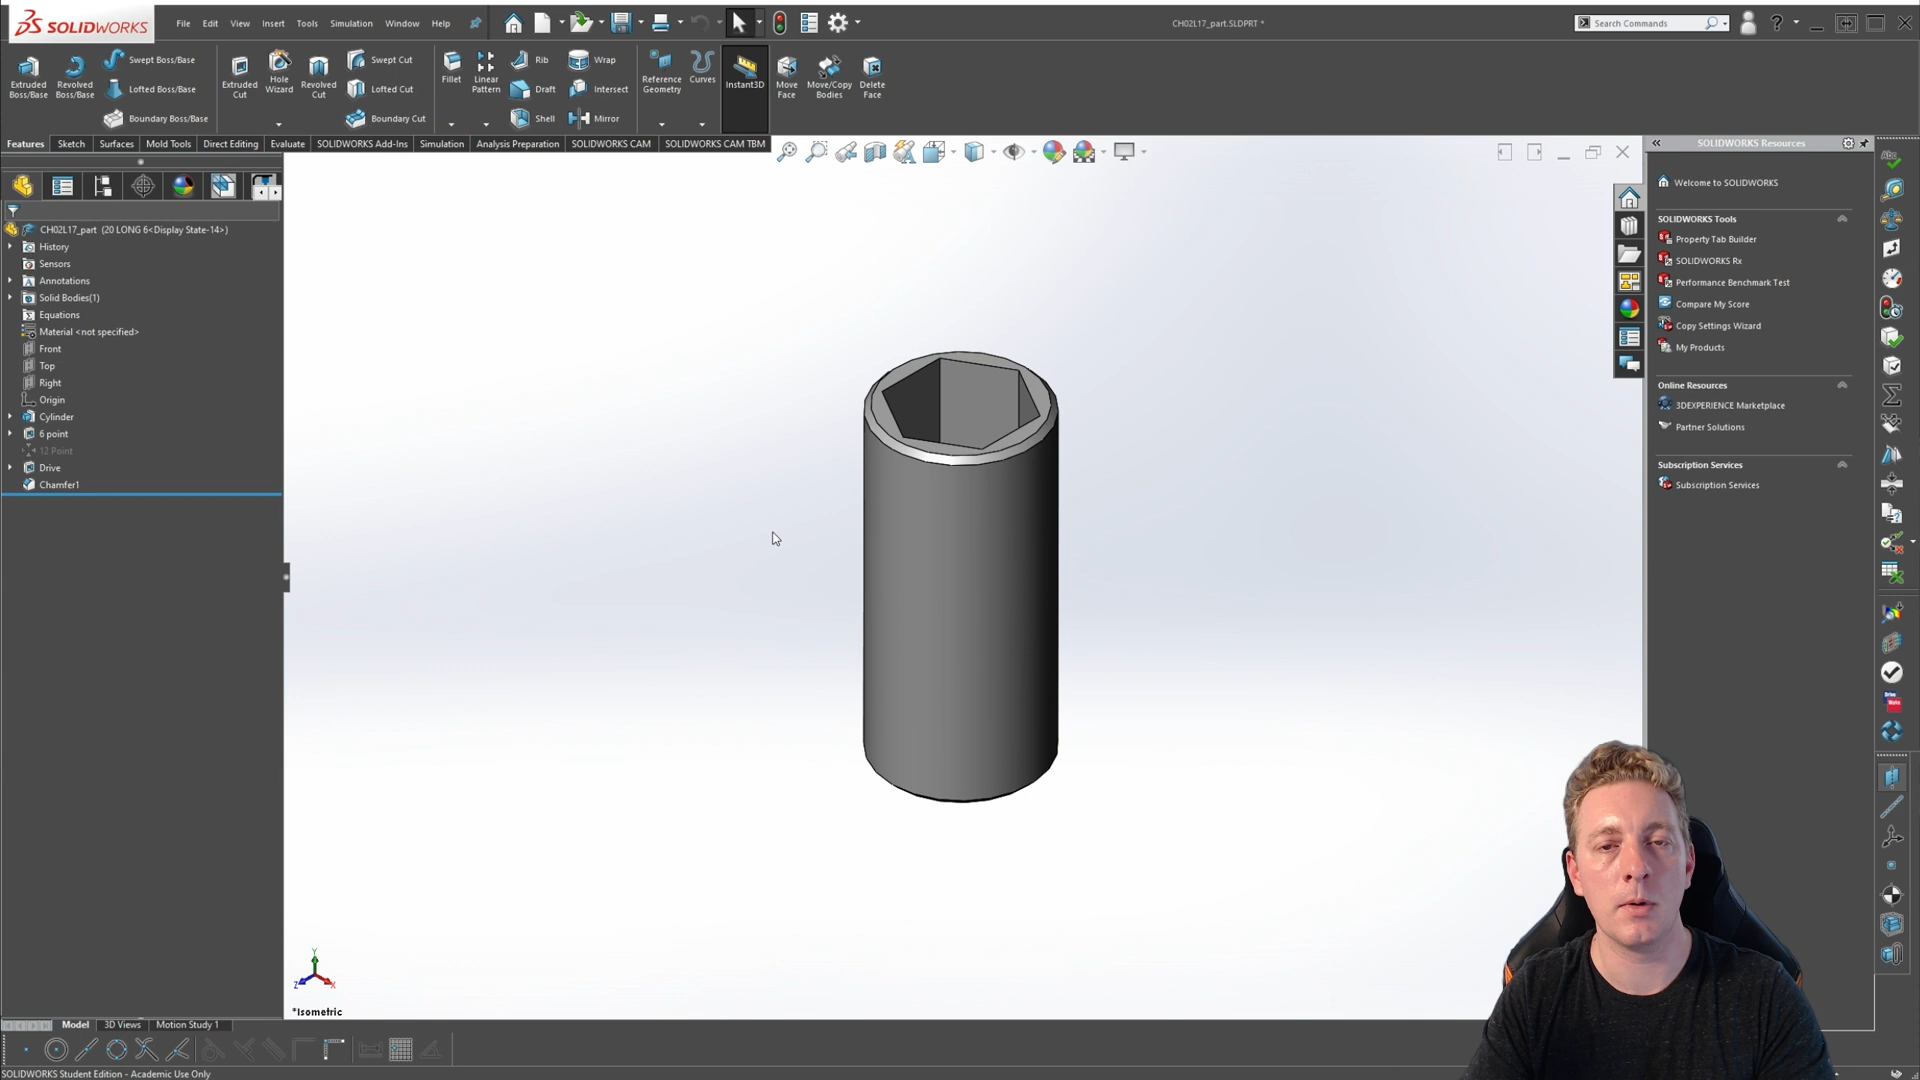 SOLIDWORKS
File Edit View Insert Tools Simulation Window Help
CH02L17_part.SLDPRT *
Search Commands
Extruded Boss/Base
Revolved Boss/Base
Swept Boss/Base
Lofted Boss/Base
Boundary Boss/Base
Extruded Cut
Hole Wizard
Revolved Cut
Swept Cut
Lofted Cut
Boundary Cut
Fillet
Linear Pattern
Rib
Draft
Shell
Wrap
Intersect
Mirror
Reference Geometry
Curves
Instant3D
Move Face
Move/Copy Bodies
Delete Face
Features Sketch Surfaces Mold Tools Direct Editing Evaluate SOLIDWORKS Add-Ins Simulation Analysis Preparation SOLIDWORKS CAM SOLIDWORKS CAM TBM
CH02L17_part (20 LONG 6<Display State-14>)
History
Sensors
Annotations
Solid Bodies(1)
Equations
Material <not specified>
Front
Top
Right
Origin
Cylinder
6 point
12 Point
Drive
Chamfer1
SOLIDWORKS Resources
Welcome to SOLIDWORKS
SOLIDWORKS Tools
Property Tab Builder
SOLIDWORKS Rx
Performance Benchmark Test
Compare My Score
Copy Settings Wizard
My Products
Online Resources
3DEXPERIENCE Marketplace
Partner Solutions
Subscription Services
Subscription Services
Y
Z
X
*Isometric
Model 3D Views Motion Study 1
SOLIDWORKS Student Edition - Academic Use Only